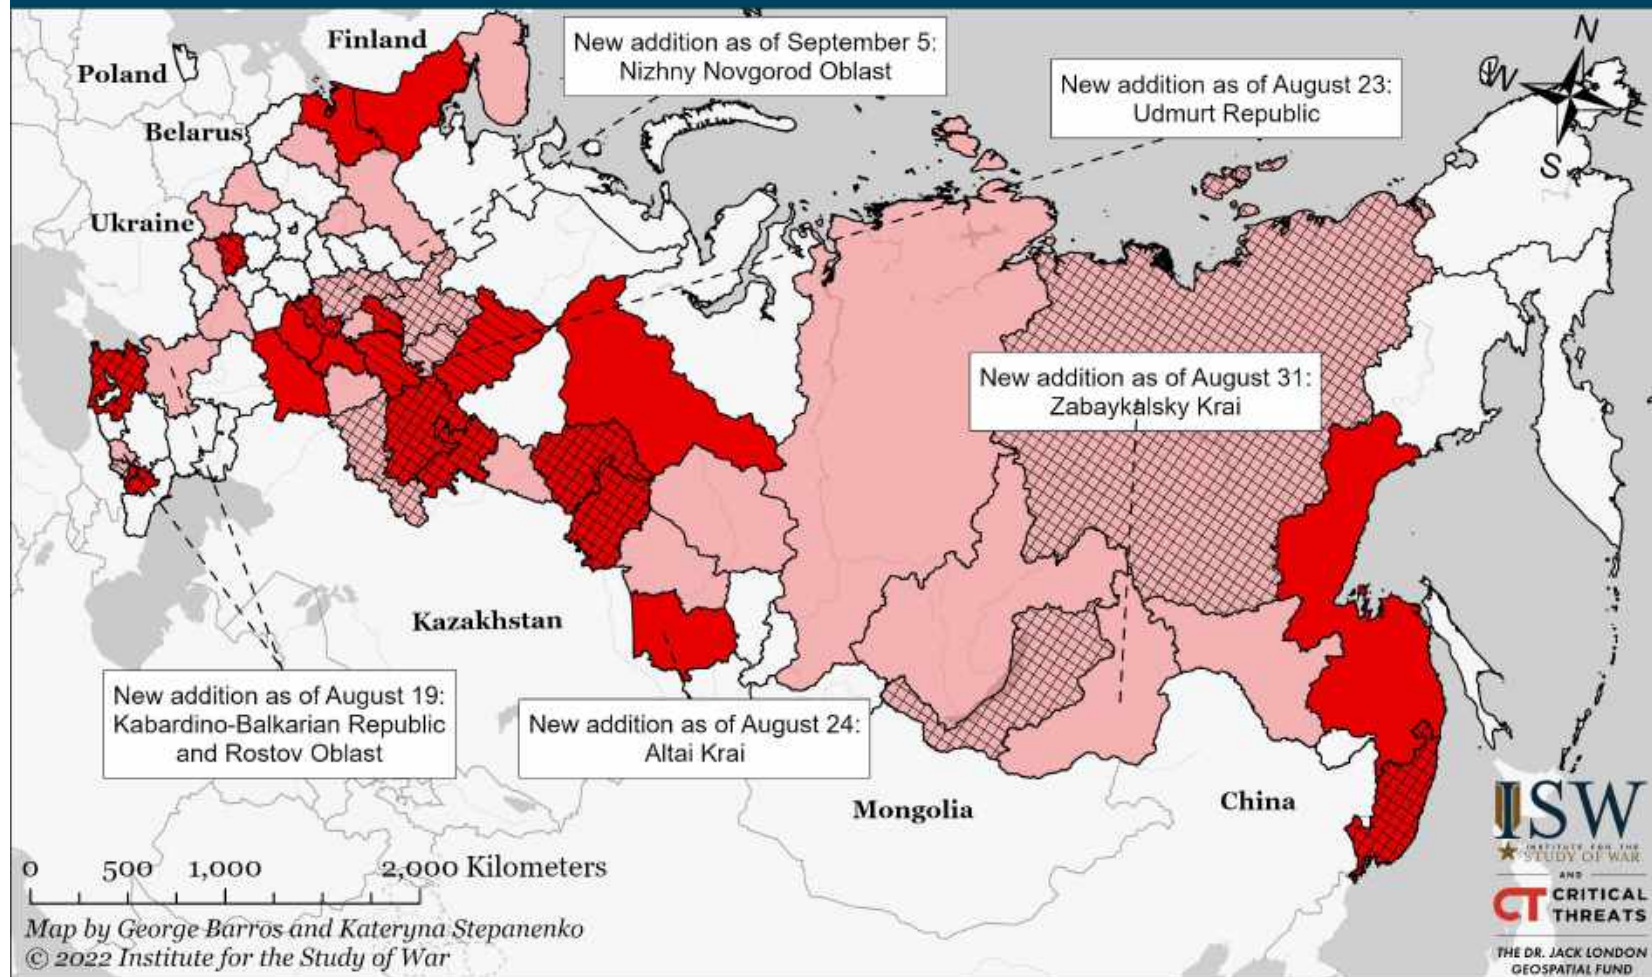 Finland
Poland
Belarus
Ukraine
New addition as of September 5:
Nizhny Novgorod Oblast
New addition as of August 23:
Udmurt Republic
N
W
E
S
New addition as of August 31:
Zabaykalsky Krai
Kazakhstan
New addition as of August 19:
Kabardino-Balkarian Republic
and Rostov Oblast
New addition as of August 24:
Altai Krai
Mongolia
China
0 500 1,000 2,000 Kilometers
Map by George Barros and Kateryna Stepanenko
© 2022 Institute for the Study of War
ISW
INSTITUTE FOR THE
STUDY OF WAR
AND
CT CRITICAL
THREATS
THE DR. JACK LONDON
GEOSPATIAL FUND